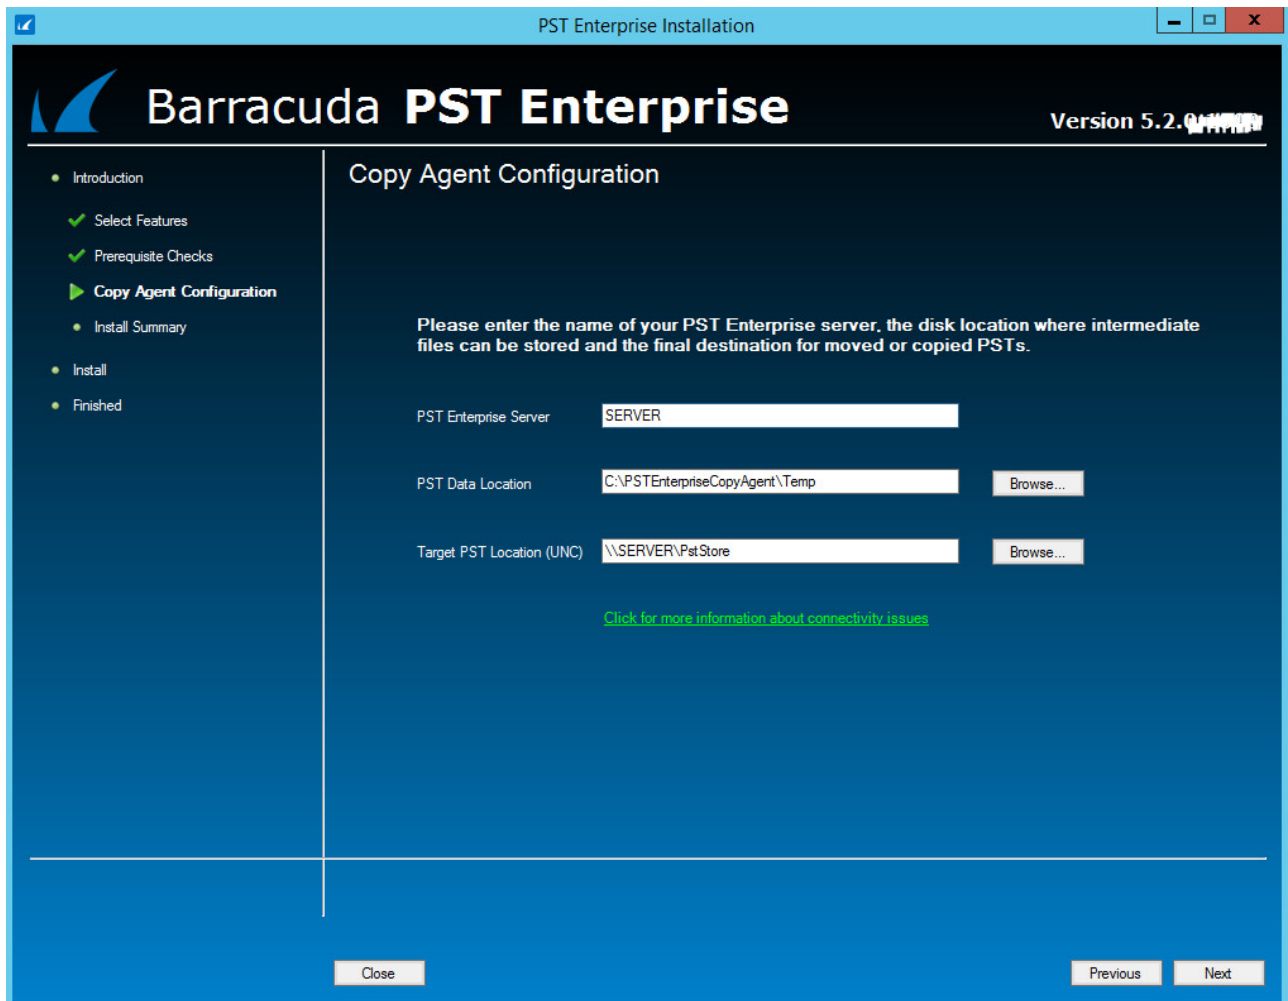 PST Enterprise Installation
Barracuda PST Enterprise
Version 5.2.
Introduction
Select Features
Prerequisite Checks
Copy Agent Configuration
Install Summary
Install
Finished
Copy Agent Configuration
Please enter the name of your PST Enterprise server, the disk location where intermediate
files can be stored and the final destination for moved or copied PSTs.
PST Enterprise Server SERVER
PST Data Location C:\PSTEnterpriseCopyAgent\Temp Browse...
Target PST Location (UNC) \\SERVER\PstStore Browse...
Click for more information about connectivity issues
Close Previous Next